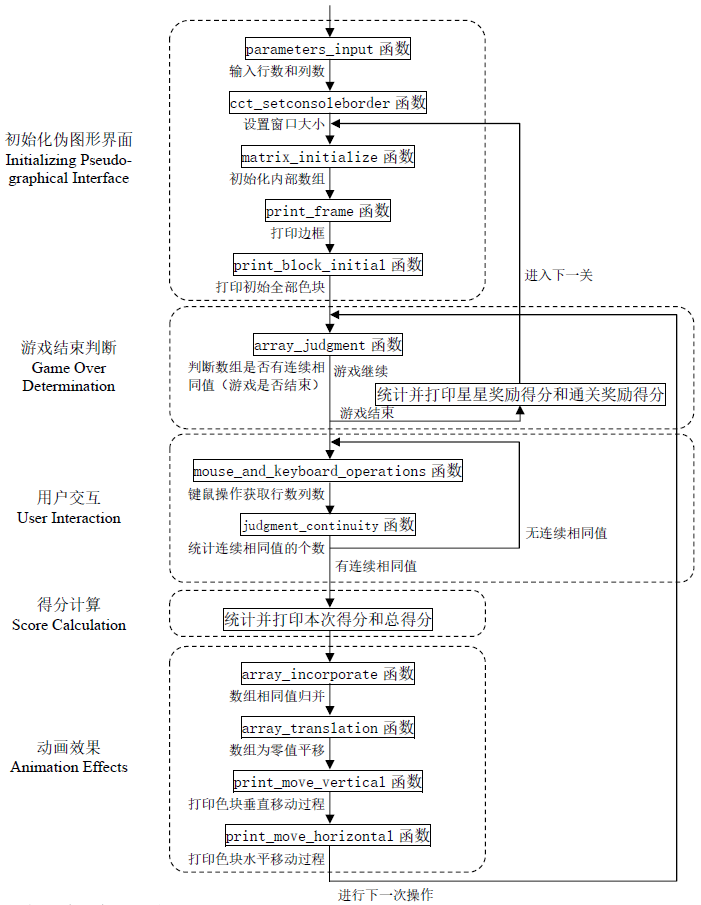 parameters_input 函数
输入行数和列数
cct_setconsoleborder 函数
设置窗口大小
初始化伪图形界面
Initializing Pseudo-
graphical Interface
matrix_initialize 函数
初始化内部数组
print_frame 函数
打印边框
print_block_initial 函数
打印初始全部色块
进入下一关
游戏结束判断
Game Over
Determination
array_judgment 函数
判断数组是否有连续相
同值（游戏是否结束）
游戏继续
统计并打印星星奖励得分和通关奖励得分
游戏结束
用户交互
User Interaction
mouse_and_keyboard_operations 函数
键鼠操作获取行数列数
judgment_continuity 函数
统计连续相同值的个数
无连续相同值
有连续相同值
得分计算
Score Calculation
统计并打印本次得分和总得分
动画效果
Animation Effects
array_incorporate 函数
数组相同值归并
array_translation 函数
数组为零值平移
print_move_vertical 函数
打印色块垂直移动过程
print_move_horizontal 函数
打印色块水平移动过程
进行下一次操作